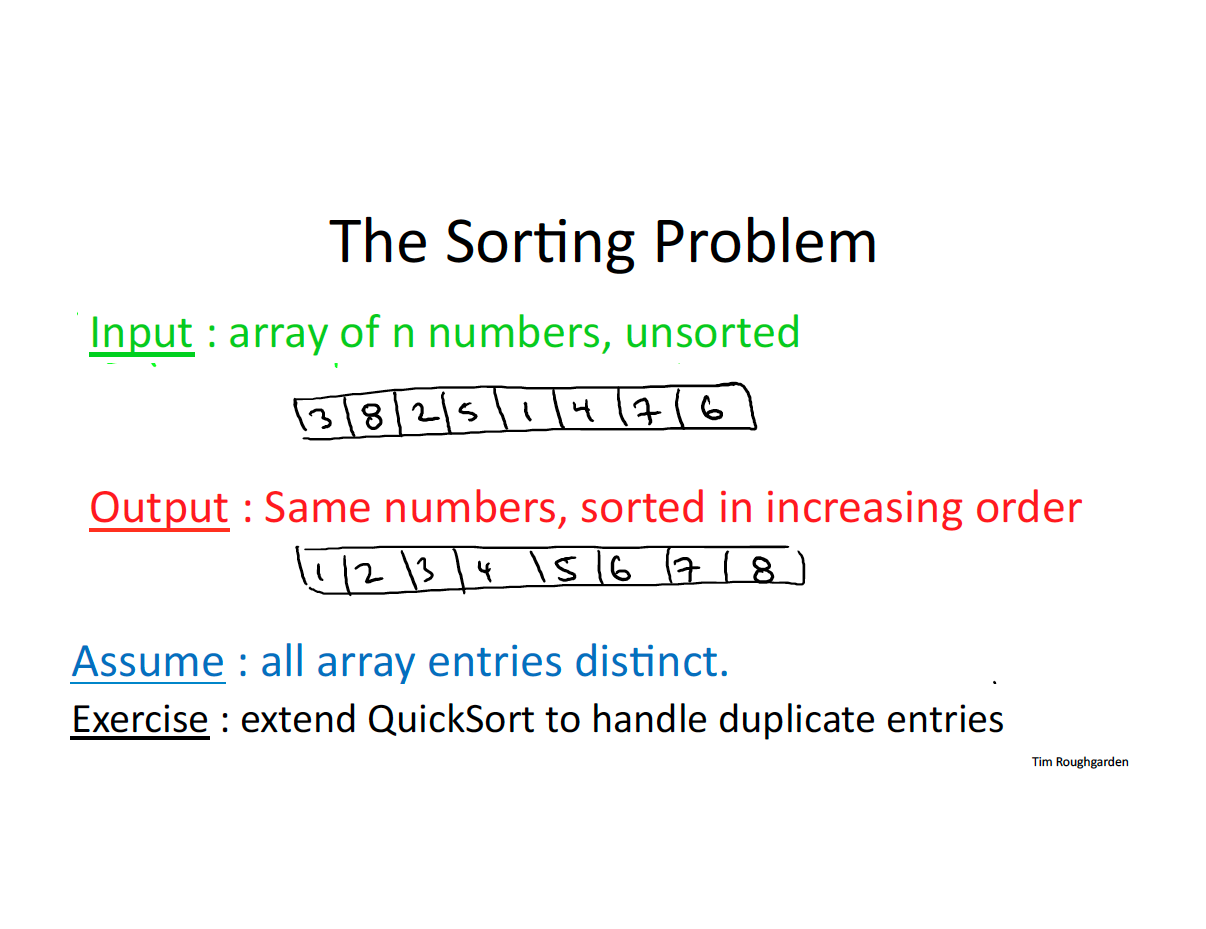 The Sorting Problem
Input : array of n numbers, unsorted
3 8 2 5 1 4 7 6
Output : Same numbers, sorted in increasing order
1 2 3 4 5 6 7 8
Assume : all array entries distinct.
Exercise : extend QuickSort to handle duplicate entries
Tim Roughgarden